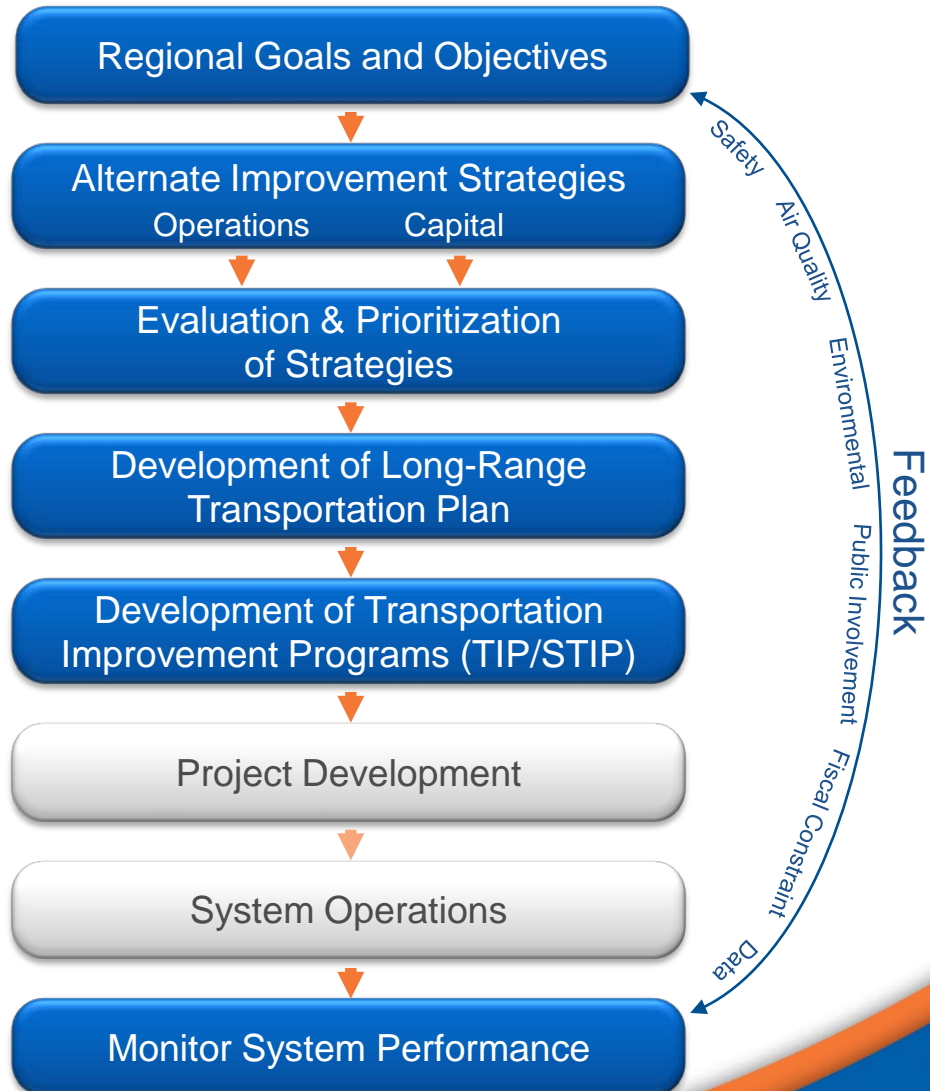 Regional Goals and Objectives
Alternate Improvement Strategies
Operations Capital
Evaluation & Prioritization
of Strategies
Development of Long-Range
Transportation Plan
Development of Transportation
Improvement Programs (TIP/STIP)
Project Development
System Operations
Monitor System Performance
Safety
Air Quality
Environmental
Public Involvement
Fiscal Constraint
Data
Feedback